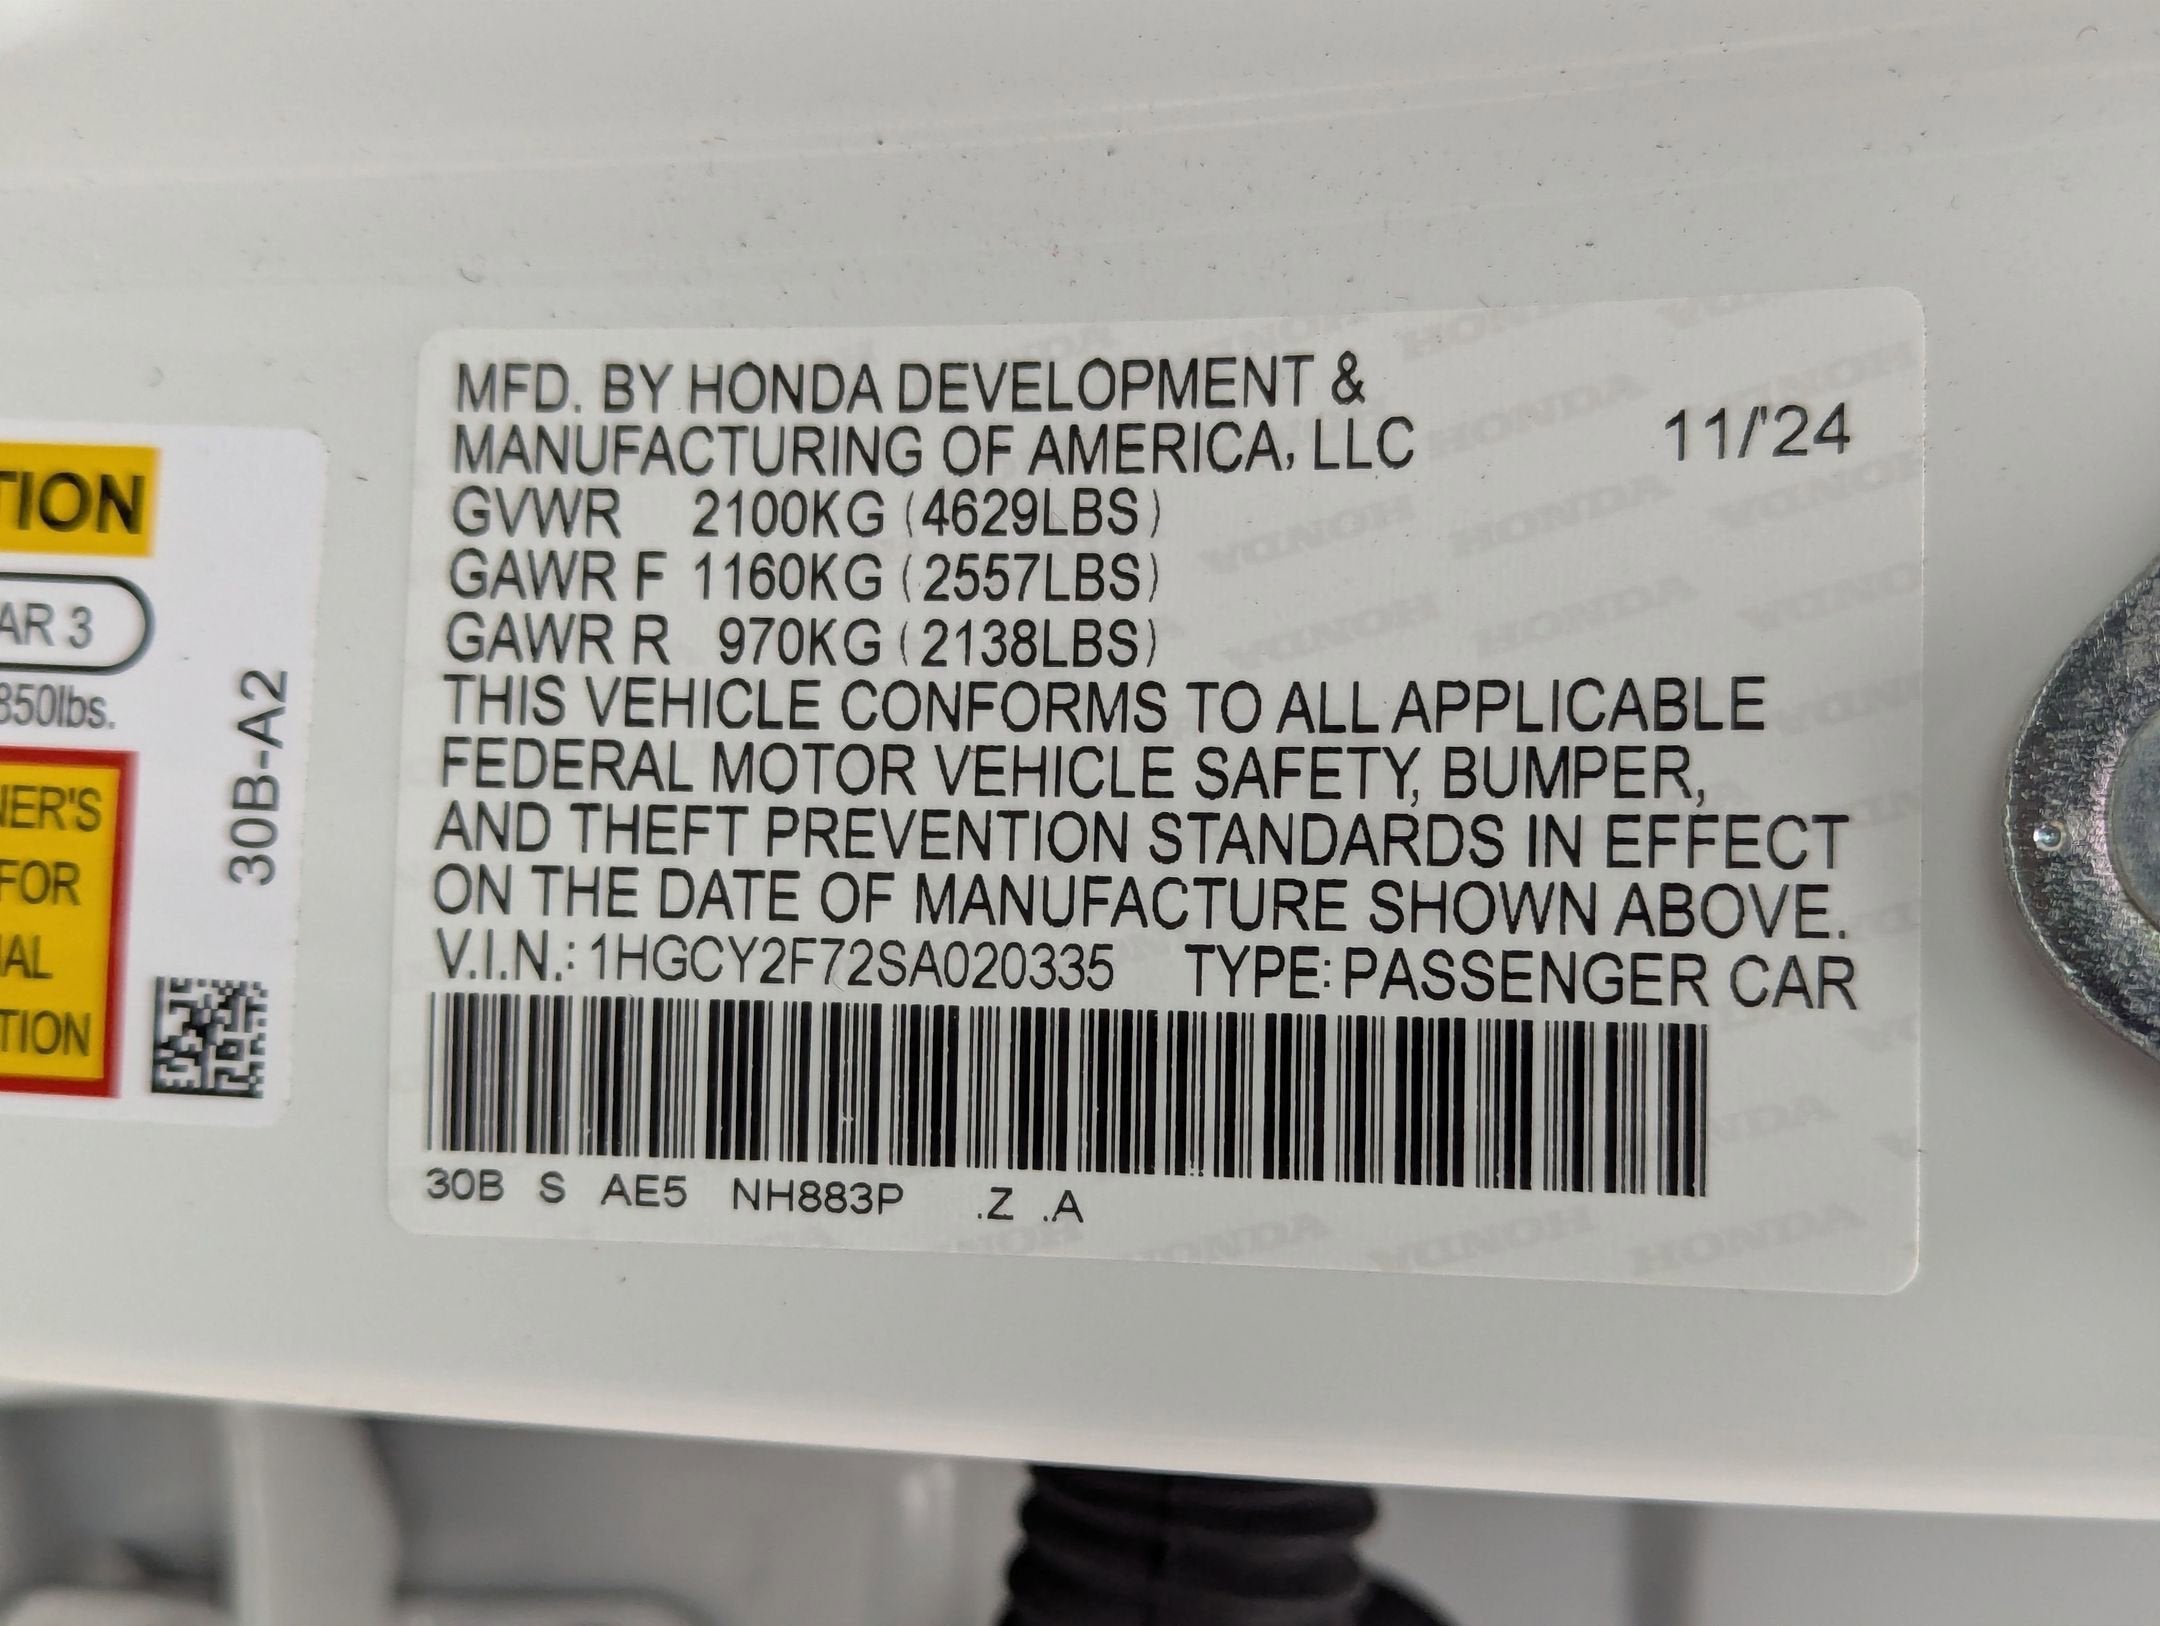 TION
AR 3
850lbs.
NER'S
FOR
IAL
TION
30B-A2
MFD. BY HONDA DEVELOPMENT &
MANUFACTURING OF AMERICA, LLC 11/'24
GVWR 2100KG (4629LBS)
GAWR F 1160KG (2557LBS)
GAWR R 970KG (2138LBS)
THIS VEHICLE CONFORMS TO ALL APPLICABLE
FEDERAL MOTOR VEHICLE SAFETY, BUMPER,
AND THEFT PREVENTION STANDARDS IN EFFECT
ON THE DATE OF MANUFACTURE SHOWN ABOVE.
V.I.N.: 1HGCY2F72SA020335 TYPE: PASSENGER CAR
30B S AE5 NH883P .Z .A